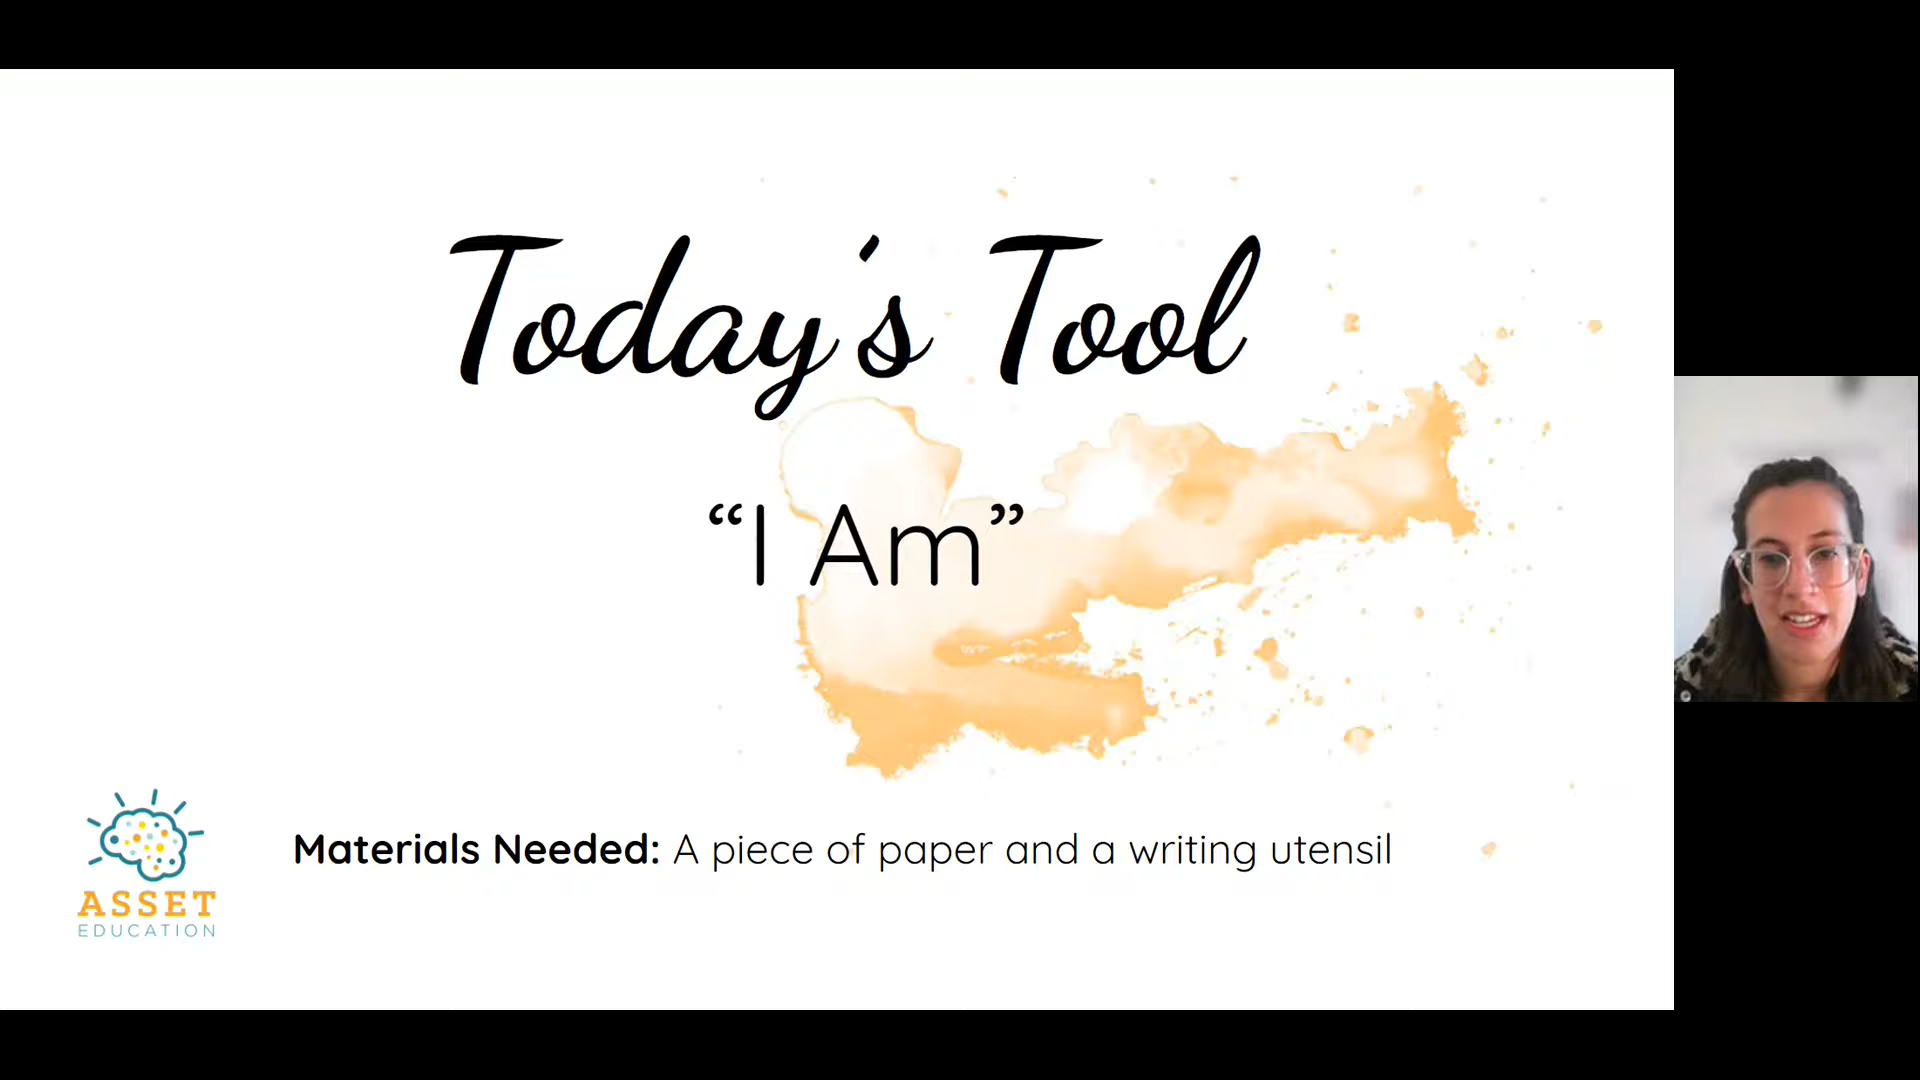 Today's Tool
“I Am”
Materials Needed: A piece of paper and a writing utensil
ASSET
EDUCATION